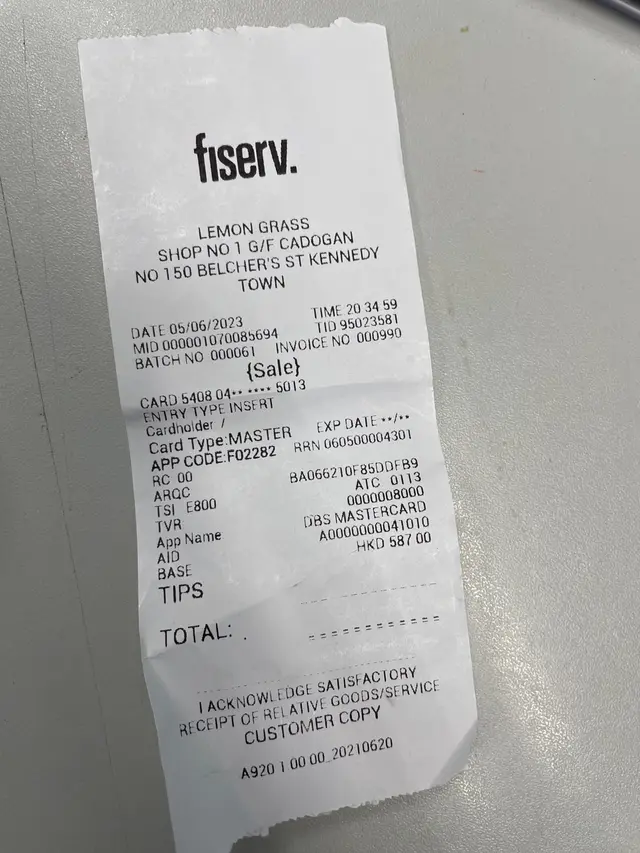 fiserv.
LEMON GRASS
SHOP NO 1 G/F CADOGAN
NO 150 BELCHER'S ST KENNEDY
TOWN
DATE 05/06/2023 TIME 20 34 59
MID 000001070085694 TID 95023581
BATCH NO 000061 INVOICE NO 000990
{Sale}
CARD 5408 04** **** 5013
ENTRY TYPE INSERT
Cardholder /
Card Type:MASTER EXP DATE **/**
APP CODE:F02282 RRN 060500004301
RC 00
ARQC BA066210F85DDFB9
TSI E800 ATC 0113
TVR 0000008000
App Name DBS MASTERCARD
AID A0000000041010
BASE HKD 587 00
TIPS
TOTAL:
I ACKNOWLEDGE SATISFACTORY
RECEIPT OF RELATIVE GOODS/SERVICE
CUSTOMER COPY
A920 1 00 00_20210620